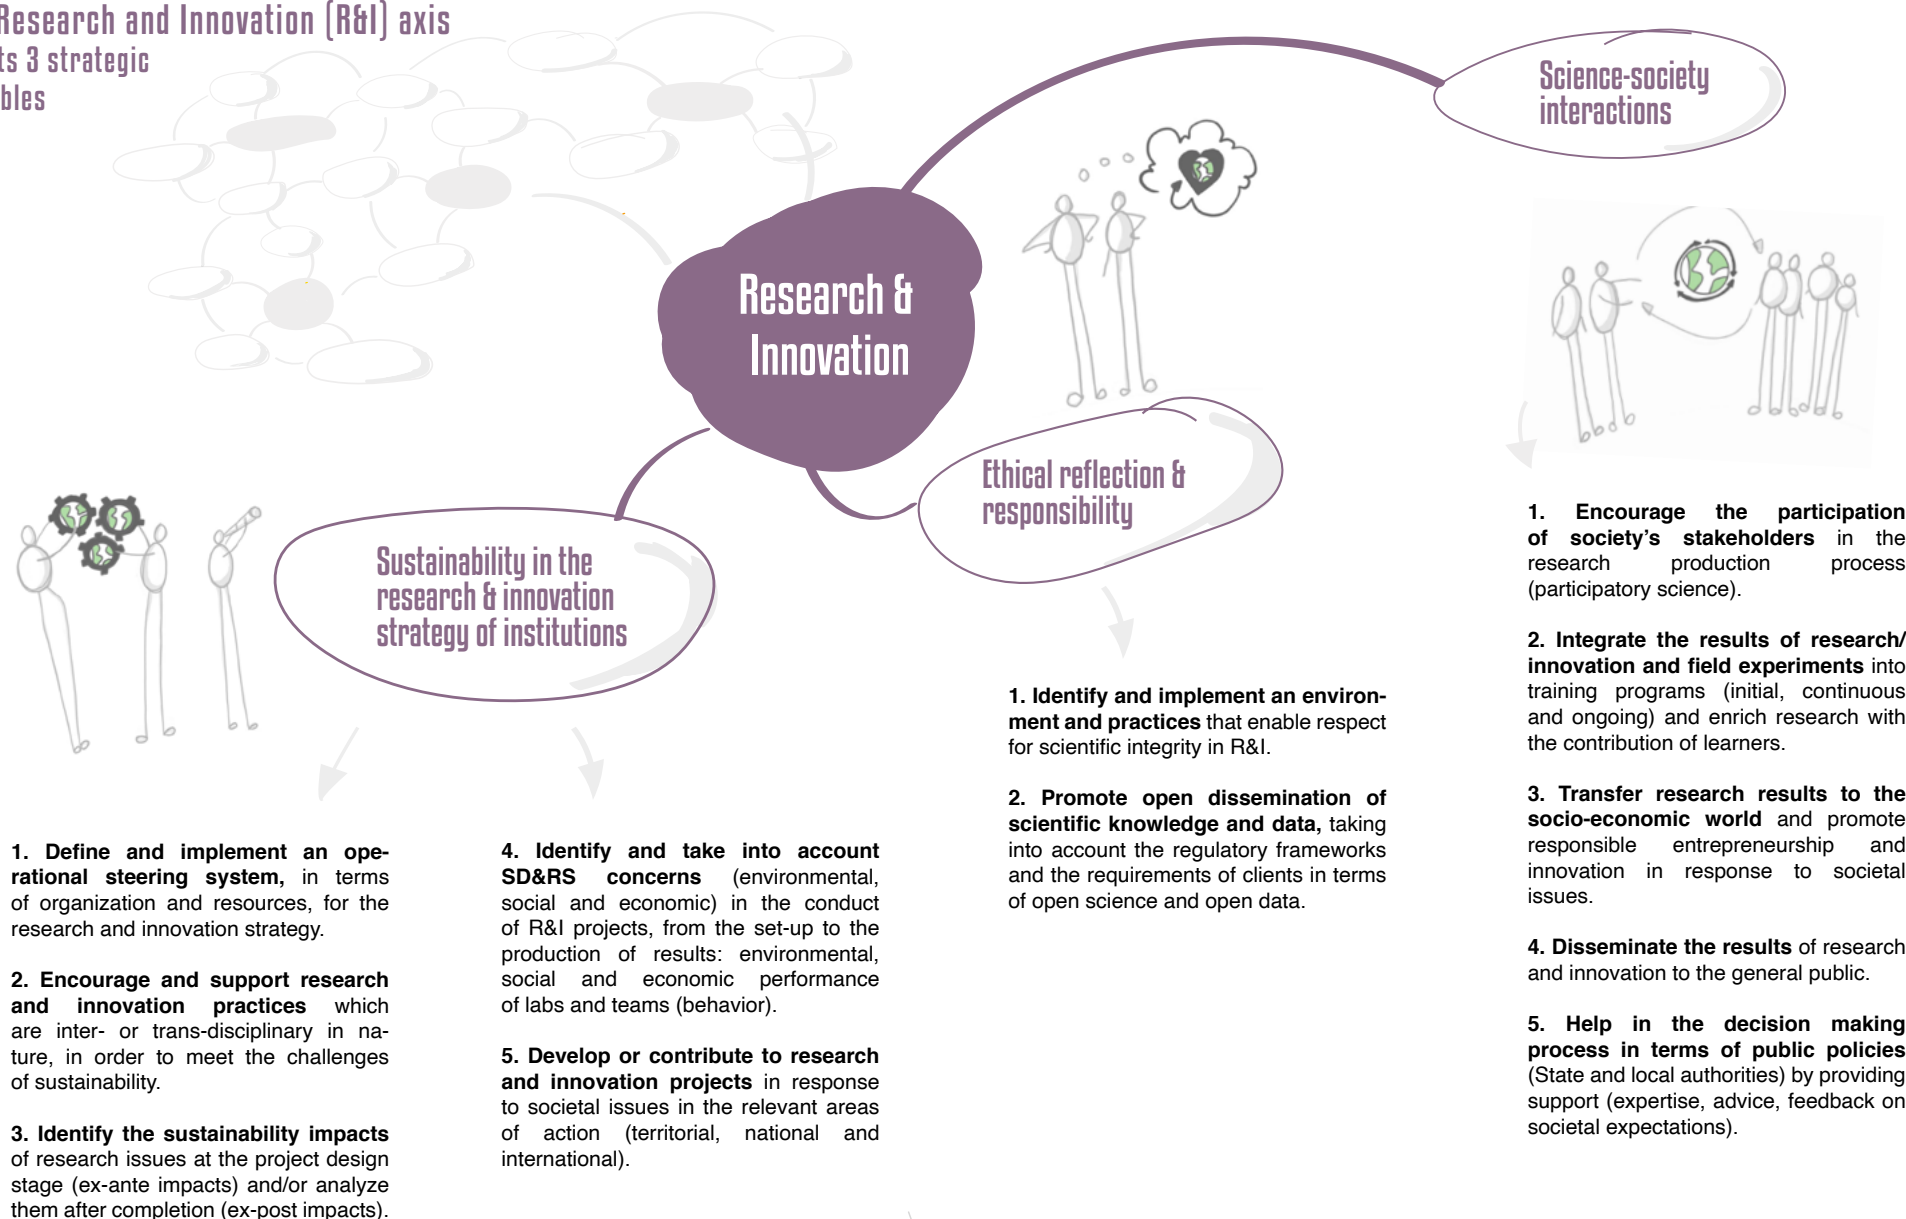 Research and Innovation (R&I) axis
ts 3 strategic
bles
Science-society
interactions
Research &
Innovation
Ethical reflection &
responsibility
Sustainability in the
research & innovation
strategy of institutions
1. Define and implement an ope-
rational steering system, in terms
of organization and resources, for the
research and innovation strategy.
2. Encourage and support research
and innovation practices which
are inter- or trans-disciplinary in na-
ture, in order to meet the challenges
of sustainability.
3. Identify the sustainability impacts
of research issues at the project design
stage (ex-ante impacts) and/or analyze
them after completion (ex-post impacts).
4. Identify and take into account
SD&RS concerns (environmental,
social and economic) in the conduct
of R&I projects, from the set-up to the
production of results: environmental,
social and economic performance
of labs and teams (behavior).
5. Develop or contribute to research
and innovation projects in response
to societal issues in the relevant areas
of action (territorial, national and
international).
1. Identify and implement an environ-
ment and practices that enable respect
for scientific integrity in R&I.
2. Promote open dissemination of
scientific knowledge and data, taking
into account the regulatory frameworks
and the requirements of clients in terms
of open science and open data.
1. Encourage the participation
of society’s stakeholders in the
research production process
(participatory science).
2. Integrate the results of research/
innovation and field experiments into
training programs (initial, continuous
and ongoing) and enrich research with
the contribution of learners.
3. Transfer research results to the
socio-economic world and promote
responsible entrepreneurship and
innovation in response to societal
issues.
4. Disseminate the results of research
and innovation to the general public.
5. Help in the decision making
process in terms of public policies
(State and local authorities) by providing
support (expertise, advice, feedback on
societal expectations).